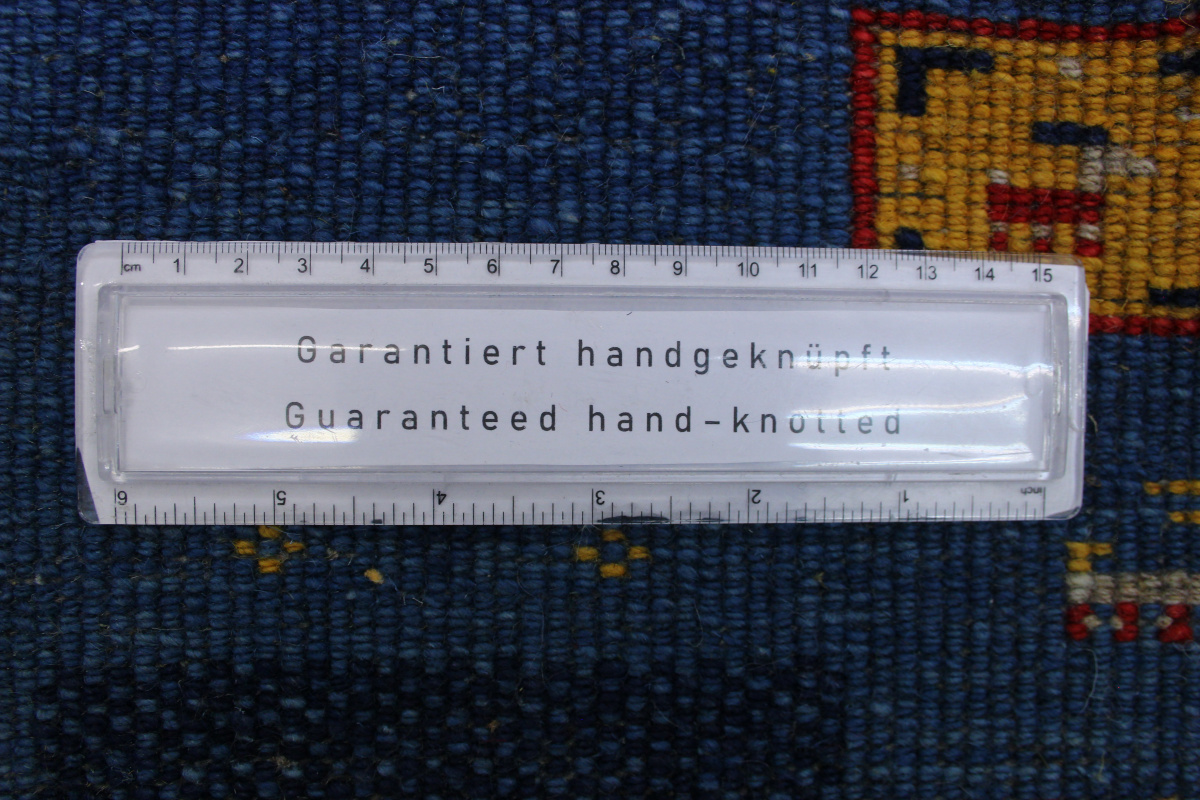 cm 1 2 3 4 5 6 7 8 9 10 11 12 13 14 15
Garantiert handgeknüpft
Guaranteed hand-knotted
6 5 4 3 2 1 inch